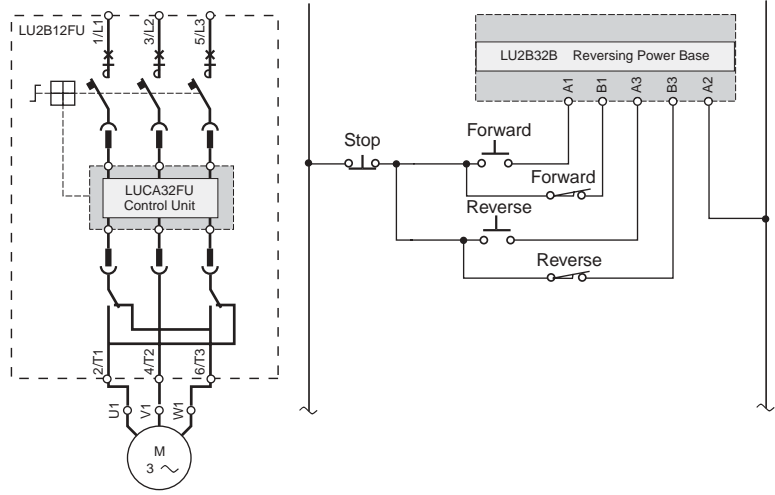 LU2B12FU
1/L1
3/L2
5/L3
LUCA32FU
Control Unit
2/T1
4/T2
6/T3
U1
V1
W1
M
3
LU2B32B Reversing Power Base
A1
B1
A3
B3
A2
Stop
Forward
Forward
Reverse
Reverse